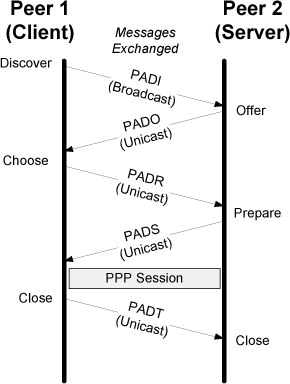 Peer 1
(Client)
Messages
Exchanged
Peer 2
(Server)
Discover
PADI
(Broadcast)
Offer
PADO
(Unicast)
Choose
PADR
(Unicast)
Prepare
PADS
(Unicast)
PPP Session
Close
PADT
(Unicast)
Close